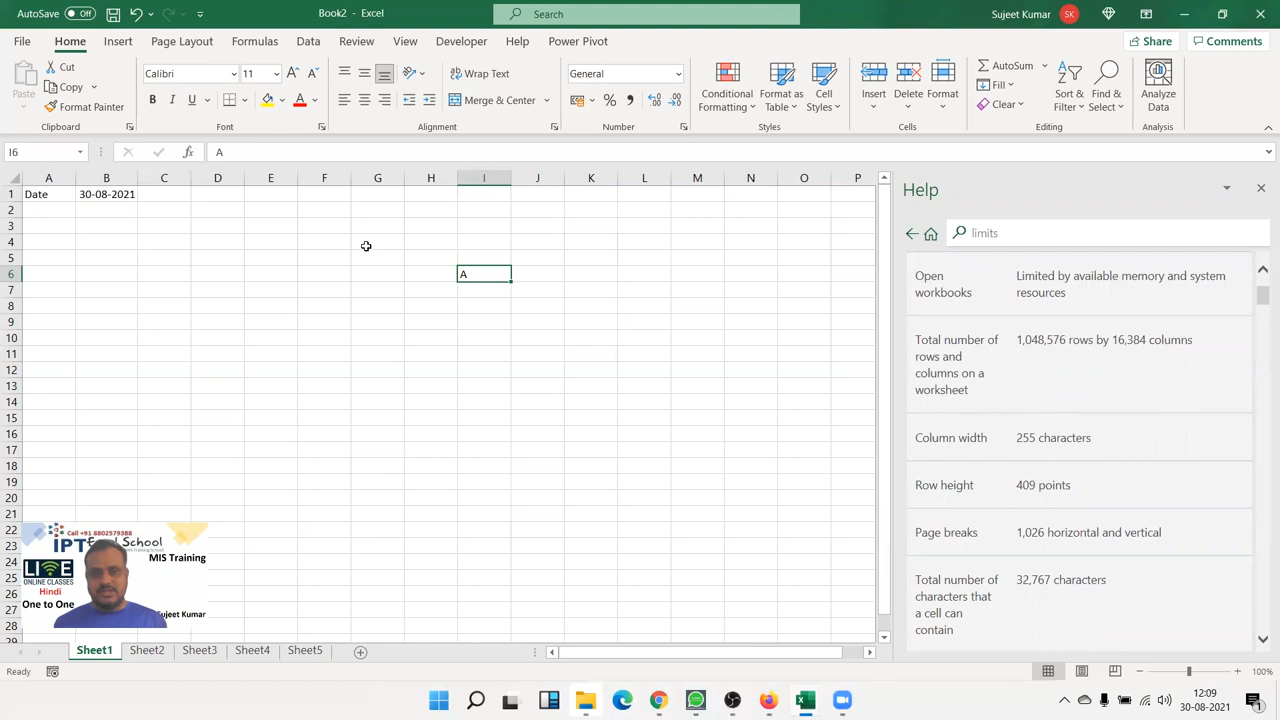 AutoSave Off Book2 - Excel Search Sujeet Kumar SK
File Home Insert Page Layout Formulas Data Review View Developer Help Power Pivot Share Comments
Paste Cut Copy Format Painter Clipboard
Calibri 11 B I U Font
Wrap Text Merge & Center Alignment
General % Number
Conditional Formatting Format as Table Cell Styles Styles
Insert Delete Format Cells
AutoSum Fill Clear Sort & Filter Find & Select Editing
Analyze Data Analysis
I6 fx A
A B C D E F G H I J K L M N O P
1 Date 30-08-2021
2
3
4
5
6 A
7
8
9
10
11
12
13
14
15
16
17
18
19
20
21
22
23
24
25
26
27
28
29
Call +91 8802579388
MIS Training
LIVE
ONLINE CLASSES
Hindi
One to One
Sujeet Kumar
Help
limits
Open workbooks Limited by available memory and system resources
Total number of rows and columns on a worksheet 1,048,576 rows by 16,384 columns
Column width 255 characters
Row height 409 points
Page breaks 1,026 horizontal and vertical
Total number of characters that a cell can contain 32,767 characters
Sheet1 Sheet2 Sheet3 Sheet4 Sheet5
Ready 100%
12:09
30-08-2021